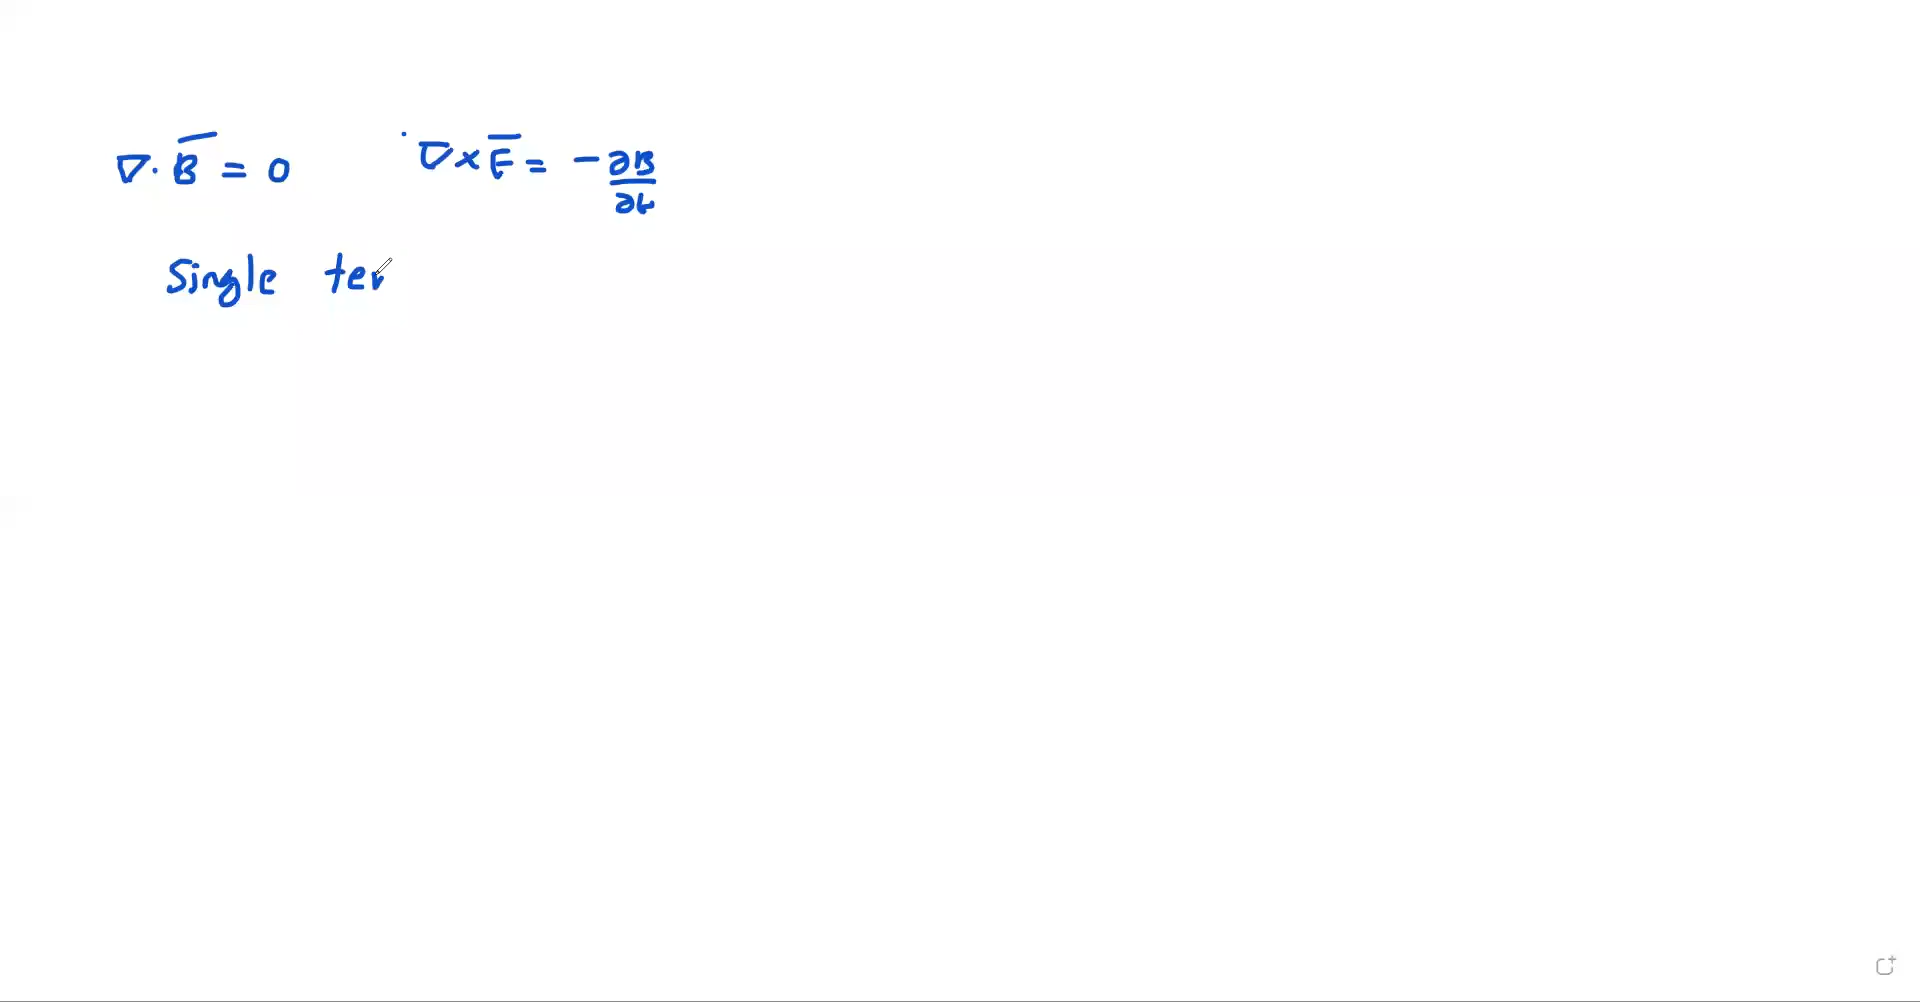 ∇· B̅ = 0 ∇×E̅ = -∂B/∂t
Single ter